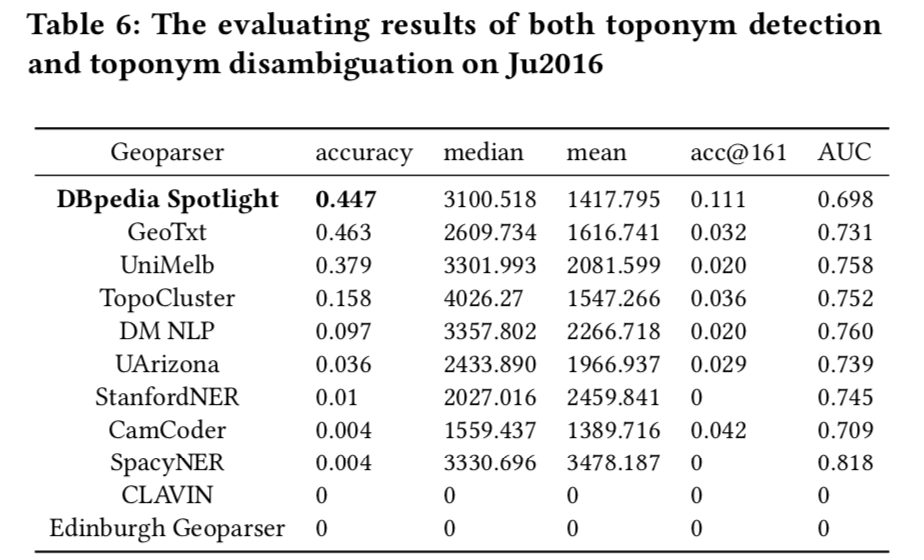 Table 6: The evaluating results of both toponym detection
and toponym disambiguation on Ju2016
Geoparser accuracy median mean acc@161 AUC
DBpedia Spotlight 0.447 3100.518 1417.795 0.111 0.698
GeoTxt 0.463 2609.734 1616.741 0.032 0.731
UniMelb 0.379 3301.993 2081.599 0.020 0.758
TopoCluster 0.158 4026.27 1547.266 0.036 0.752
DM NLP 0.097 3357.802 2266.718 0.020 0.760
UArizona 0.036 2433.890 1966.937 0.029 0.739
StanfordNER 0.01 2027.016 2459.841 0 0.745
CamCoder 0.004 1559.437 1389.716 0.042 0.709
SpacyNER 0.004 3330.696 3478.187 0 0.818
CLAVIN 0 0 0 0 0
Edinburgh Geoparser 0 0 0 0 0